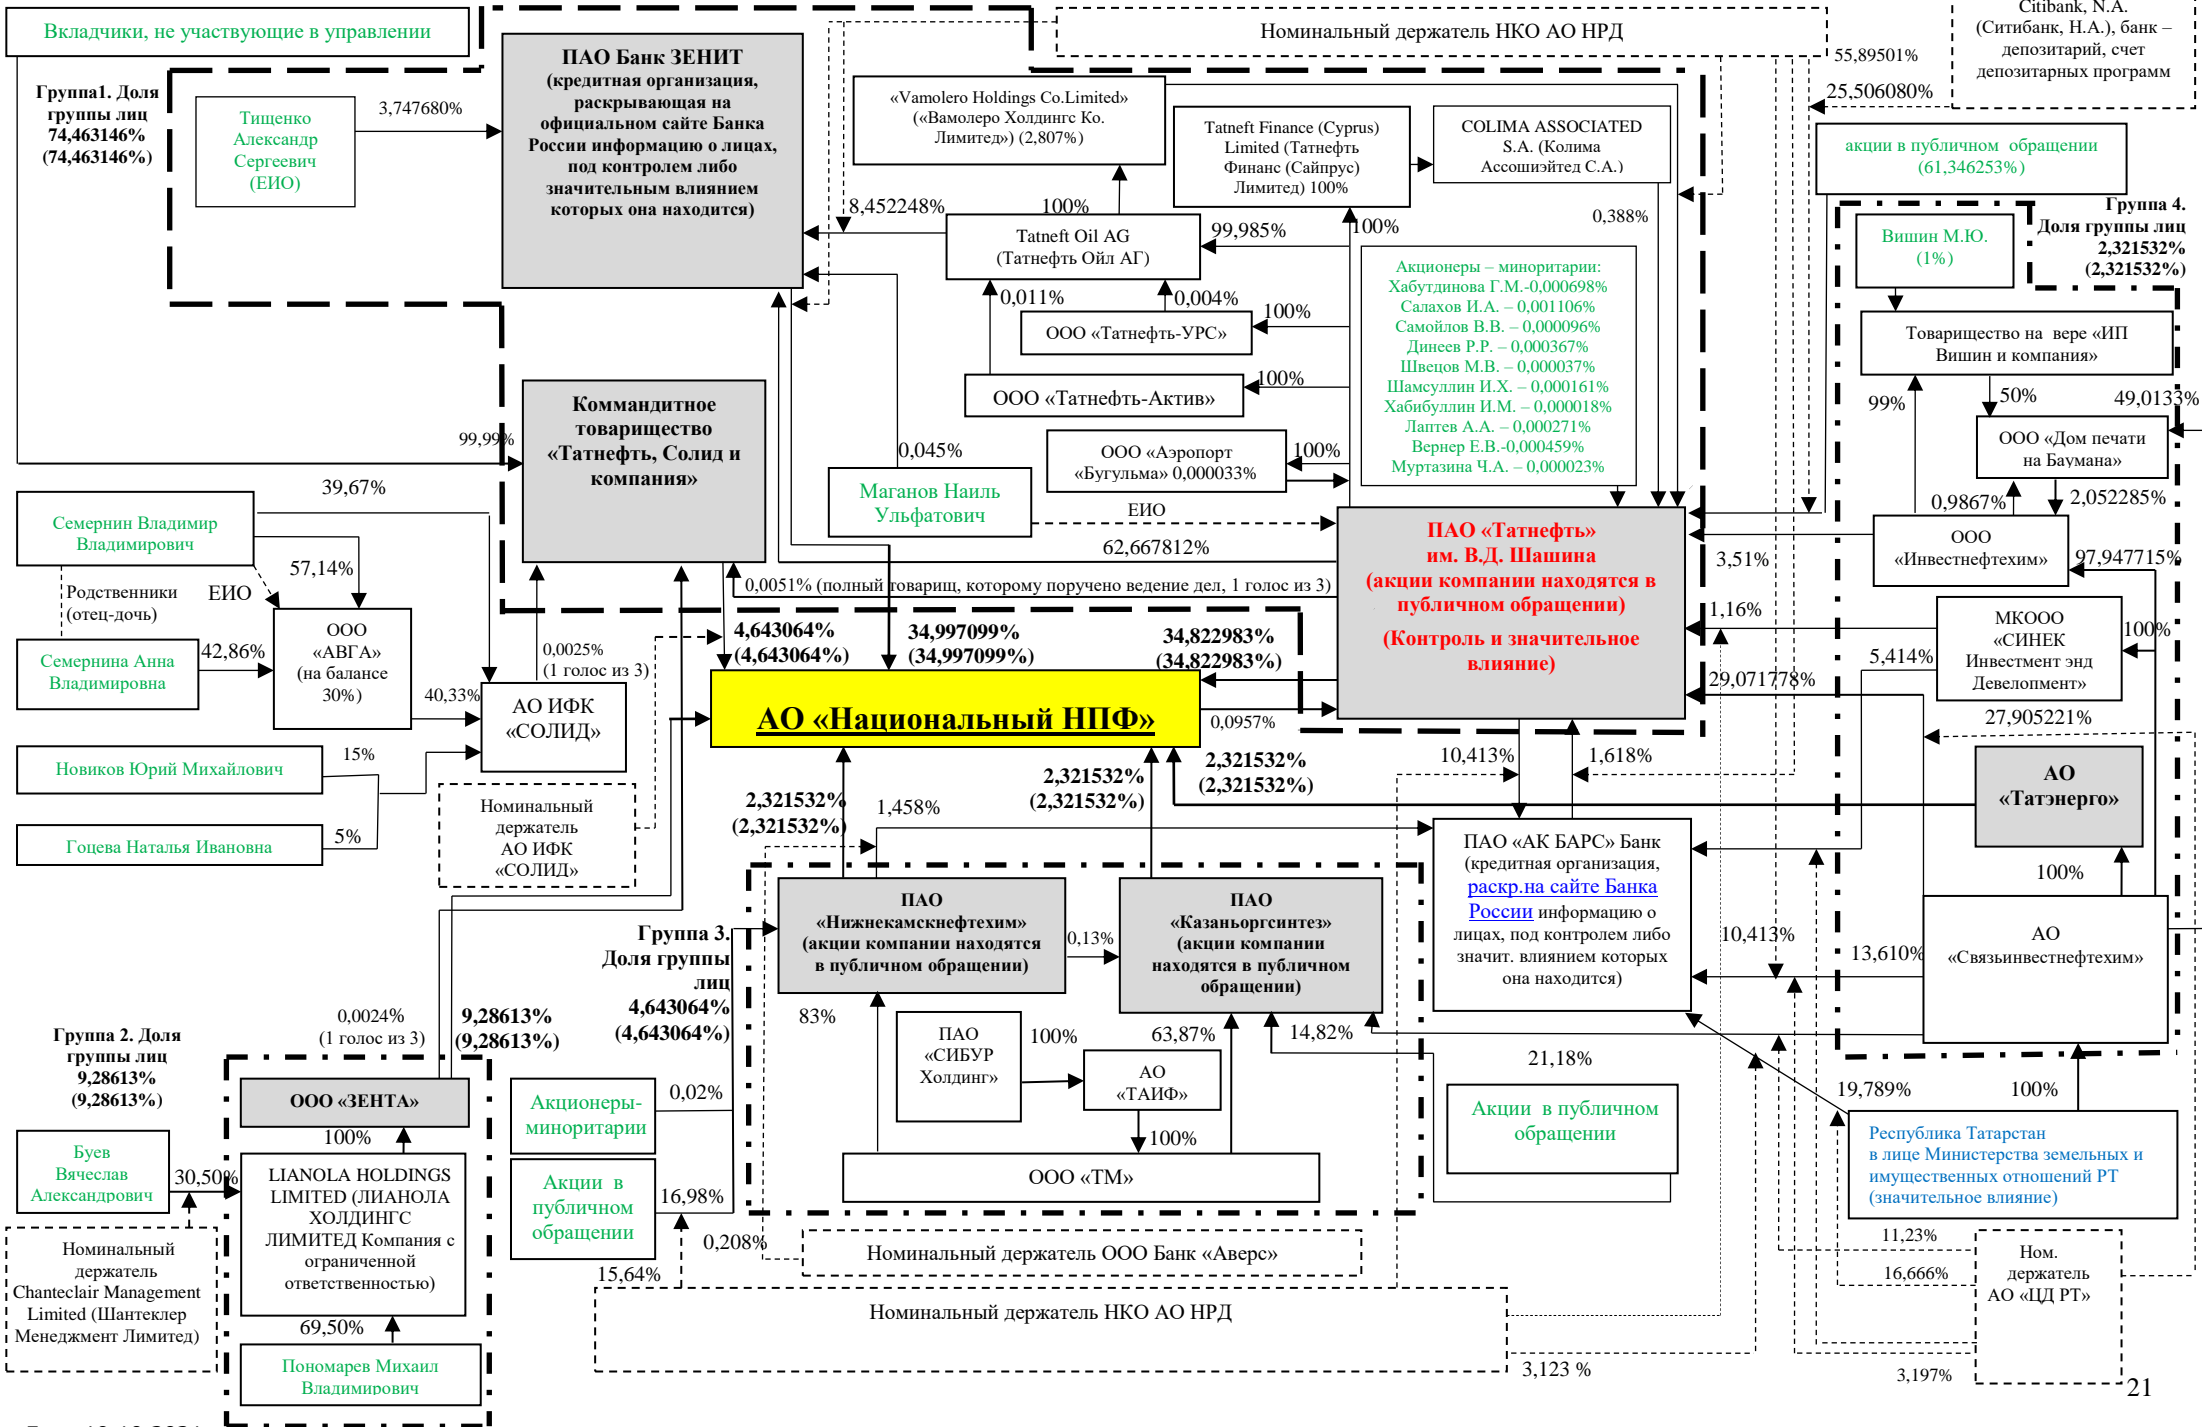 Вкладчики, не участвующие в управлении
Группа1. Доля
группы лиц
74,463146%
(74,463146%)
Тищенко
Александр
Сергеевич
(ЕИО)
3,747680%
ПАО Банк ЗЕНИТ
(кредитная организация,
раскрывающая на
официальном сайте Банка
России информацию о лицах,
под контролем либо
значительным влиянием
которых она находится)
Номинальный держатель НКО АО НРД
55,89501%
Citibank, N.A.
(Ситибанк, Н.А.), банк –
депозитарий, счет
депозитарных программ
25,506080%
«Vamolero Holdings Co.Limited»
(«Вамолеро Холдингс Ко.
Лимитед») (2,807%)
Tatneft Finance (Cyprus)
Limited (Татнефть
Финанс (Сайпрус)
Лимитед) 100%
COLIMA ASSOCIATED
S.A. (Колима
Ассошиэйтед С.А.)
акции в публичном обращении
(61,346253%)
8,452248%
100%
Tatneft Oil AG
(Татнефть Ойл АГ)
99,985%
100%
0,388%
Группа 4.
Доля группы лиц
2,321532%
(2,321532%)
Вишин М.Ю.
(1%)
0,011%
0,004%
100%
ООО «Татнефть-УРС»
100%
ООО «Татнефть-Актив»
Акционеры – миноритарии:
Хабутдинова Г.М.-0,000698%
Салахов И.А. – 0,001106%
Самойлов В.В. – 0,000096%
Динеев Р.Р. – 0,000367%
Швецов М.В. – 0,000037%
Шамсуллин И.Х. – 0,000161%
Хабибуллин И.М. – 0,000018%
Лаптев А.А. – 0,000271%
Вернер Е.В.-0,000459%
Муртазина Ч.А. – 0,000023%
Товарищество на вере «ИП
Вишин и компания»
99%
50%
49,0133%
ООО «Дом печати
на Баумана»
Коммандитное
товарищество
«Татнефть, Солид и
компания»
99,99%
0,045%
ООО «Аэропорт
«Бугульма» 0,000033%
100%
Маганов Наиль
Ульфатович
ЕИО
0,9867%
2,052285%
ООО
«Инвестнефтехим»
97,947715%
39,67%
Семернин Владимир
Владимирович
57,14%
Родственники
(отец-дочь)
ЕИО
ООО
«АВГА»
(на балансе
30%)
Семернина Анна
Владимировна
42,86%
40,33%
АО ИФК
«СОЛИД»
0,0025%
(1 голос из 3)
62,667812%
0,0051% (полный товарищ, которому поручено ведение дел, 1 голос из 3)
ПАО «Татнефть»
им. В.Д. Шашина
(акции компании находятся в
публичном обращении)
(Контроль и значительное
влияние)
3,51%
1,16%
МКООО
«СИНЕК
Инвестмент энд
Девелопмент»
100%
5,414%
29,071778%
27,905221%
4,643064%
(4,643064%)
34,997099%
(34,997099%)
34,822983%
(34,822983%)
АО «Национальный НПФ»
0,0957%
Новиков Юрий Михайлович
15%
Гоцева Наталья Ивановна
5%
Номинальный
держатель
АО ИФК
«СОЛИД»
2,321532%
(2,321532%)
1,458%
2,321532%
(2,321532%)
2,321532%
(2,321532%)
10,413%
1,618%
АО
«Татэнерго»
100%
ПАО «АК БАРС» Банк
(кредитная организация,
раскр.на сайте Банка
России информацию о
лицах, под контролем либо
значит. влиянием которых
она находится)
ПАО
«Нижнекамскнефтехим»
(акции компании находятся
в публичном обращении)
0,13%
ПАО
«Казаньоргсинтез»
(акции компании
находятся в публичном
обращении)
Группа 3.
Доля группы
лиц
4,643064%
(4,643064%)
10,413%
13,610%
АО
«Связьинвестнефтехим»
83%
ПАО
«СИБУР
Холдинг»
100%
63,87%
14,82%
АО
«ТАИФ»
100%
ООО «ТМ»
21,18%
Акции в публичном
обращении
19,789%
100%
Республика Татарстан
в лице Министерства земельных и
имущественных отношений РТ
(значительное влияние)
Группа 2. Доля
группы лиц
9,28613%
(9,28613%)
0,0024%
(1 голос из 3)
9,28613%
(9,28613%)
ООО «ЗЕНТА»
100%
Буев
Вячеслав
Александрович
30,50%
LIANOLA HOLDINGS
LIMITED (ЛИАНОЛА
ХОЛДИНГС
ЛИМИТЕД Компания с
ограниченной
ответственностью)
Номинальный
держатель
Chanteclair Management
Limited (Шантеклер
Менеджмент Лимитед)
69,50%
Пономарев Михаил
Владимирович
Акционеры-
миноритарии
0,02%
Акции в
публичном
обращении
16,98%
0,208%
15,64%
Номинальный держатель ООО Банк «Аверс»
Номинальный держатель НКО АО НРД
3,123 %
11,23%
16,666%
Ном.
держатель
АО «ЦД РТ»
3,197%
21